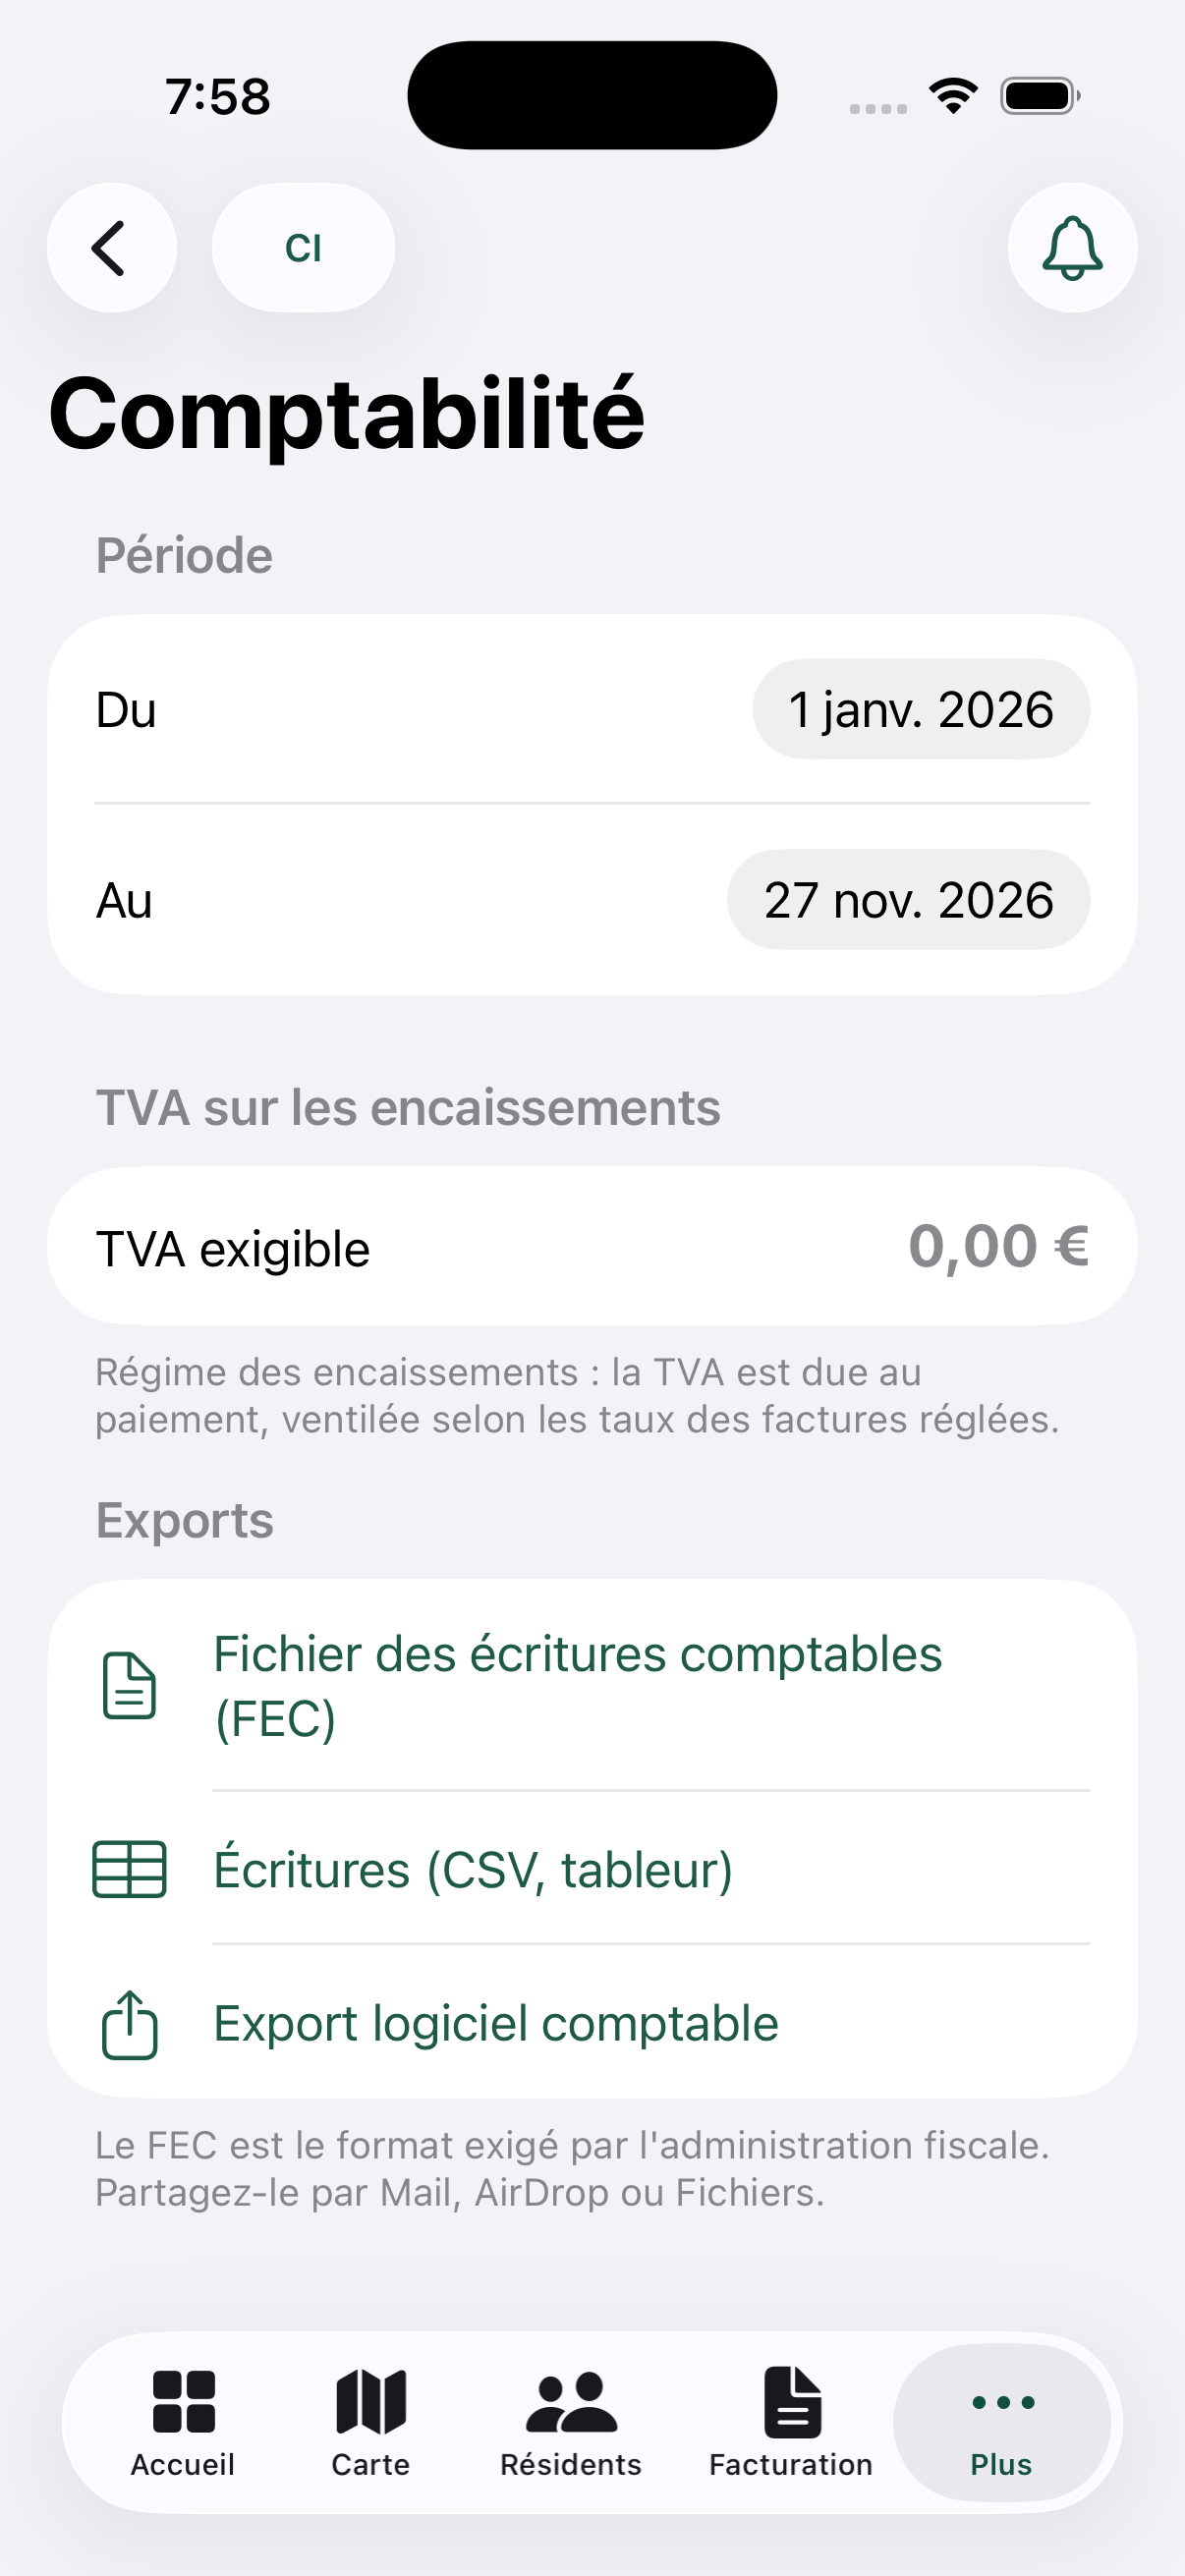 7:58
CI
Comptabilité
Période
Du
1 janv. 2026
Au
27 nov. 2026
TVA sur les encaissements
TVA exigible
0,00 €
Régime des encaissements : la TVA est due au
paiement, ventilée selon les taux des factures réglées.
Exports
Fichier des écritures comptables
(FEC)
Écritures (CSV, tableur)
Export logiciel comptable
Le FEC est le format exigé par l'administration fiscale.
Partagez-le par Mail, AirDrop ou Fichiers.
Accueil
Carte
Résidents
Facturation
Plus